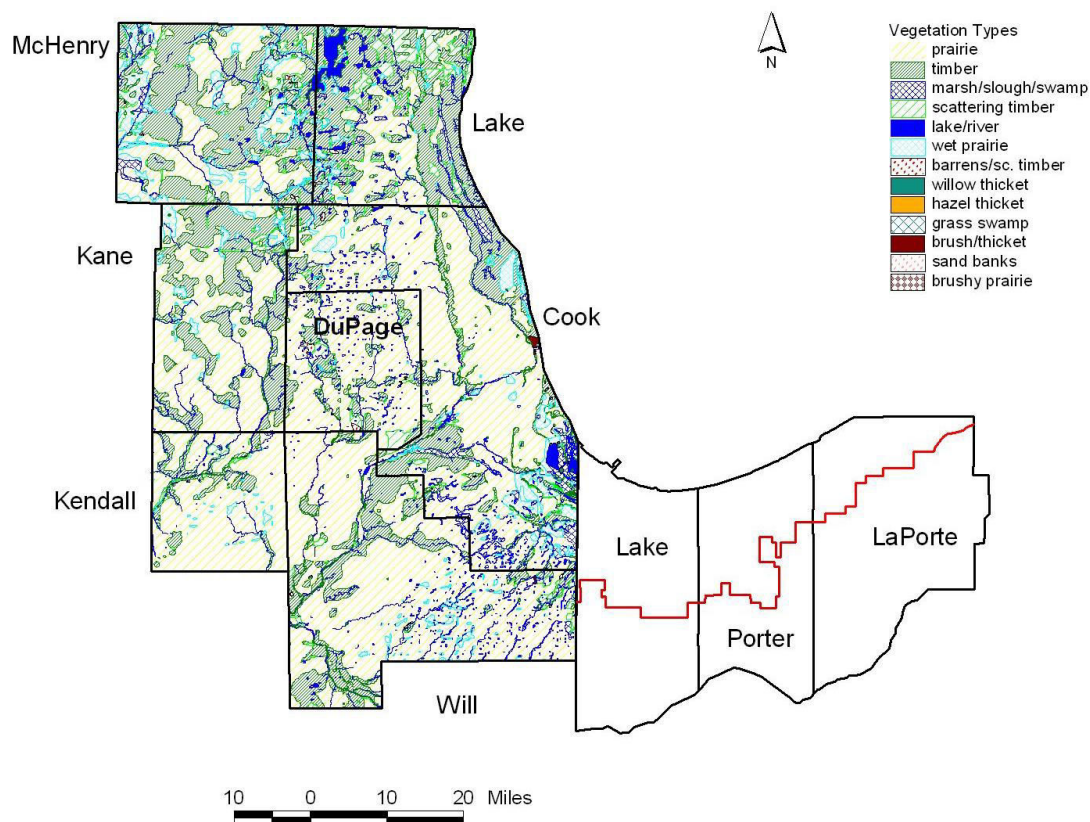 McHenry
Lake
Kane
DuPage
Cook
Kendall
Lake
LaPorte
Porter
Will
N
Vegetation Types
prairie
timber
marsh/slough/swamp
scattering timber
lake/river
wet prairie
barrens/sc. timber
willow thicket
hazel thicket
grass swamp
brush/thicket
sand banks
brushy prairie
10 0 10 20 Miles